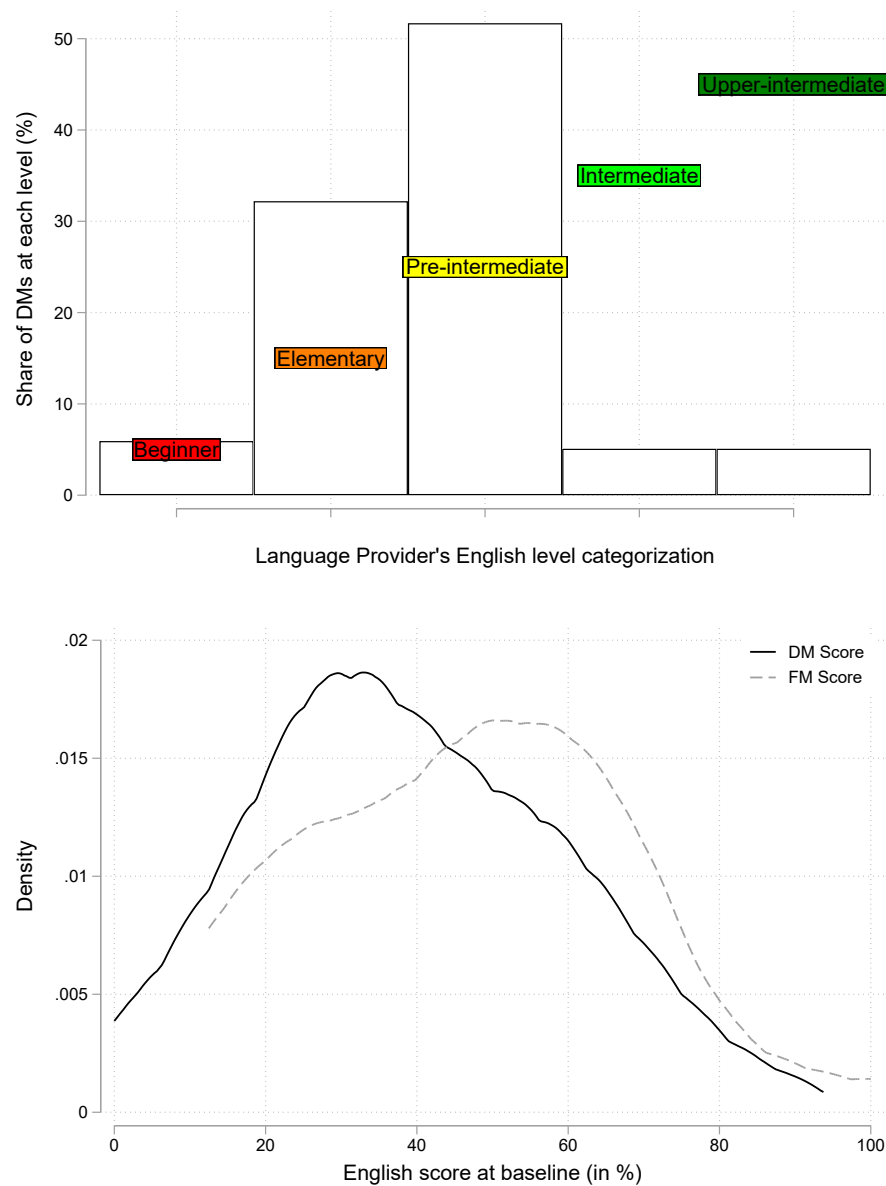 50
40
30
20
10
0
Share of DMs at each level (%)
Upper-intermediate
Intermediate
Pre-intermediate
Elementary
Beginner
Language Provider's English level categorization
.02
.015
.01
.005
0
Density
DM Score
FM Score
0 20 40 60 80 100
English score at baseline (in %)